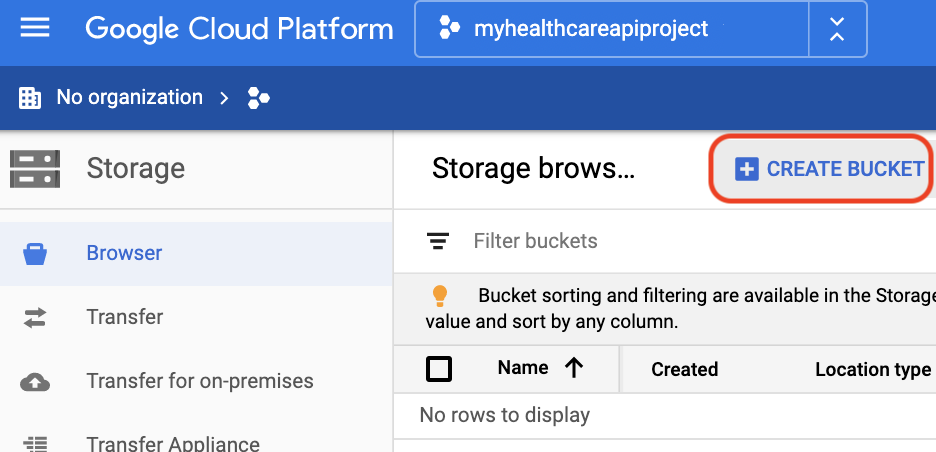 Google Cloud Platform
myhealthcareapiproject
No organization
Storage
Storage brows...
CREATE BUCKET
Browser
Filter buckets
Transfer
Bucket sorting and filtering are available in the Storage
value and sort by any column.
Transfer for on-premises
Name
Created
Location type
No rows to display
Transfer Appliance